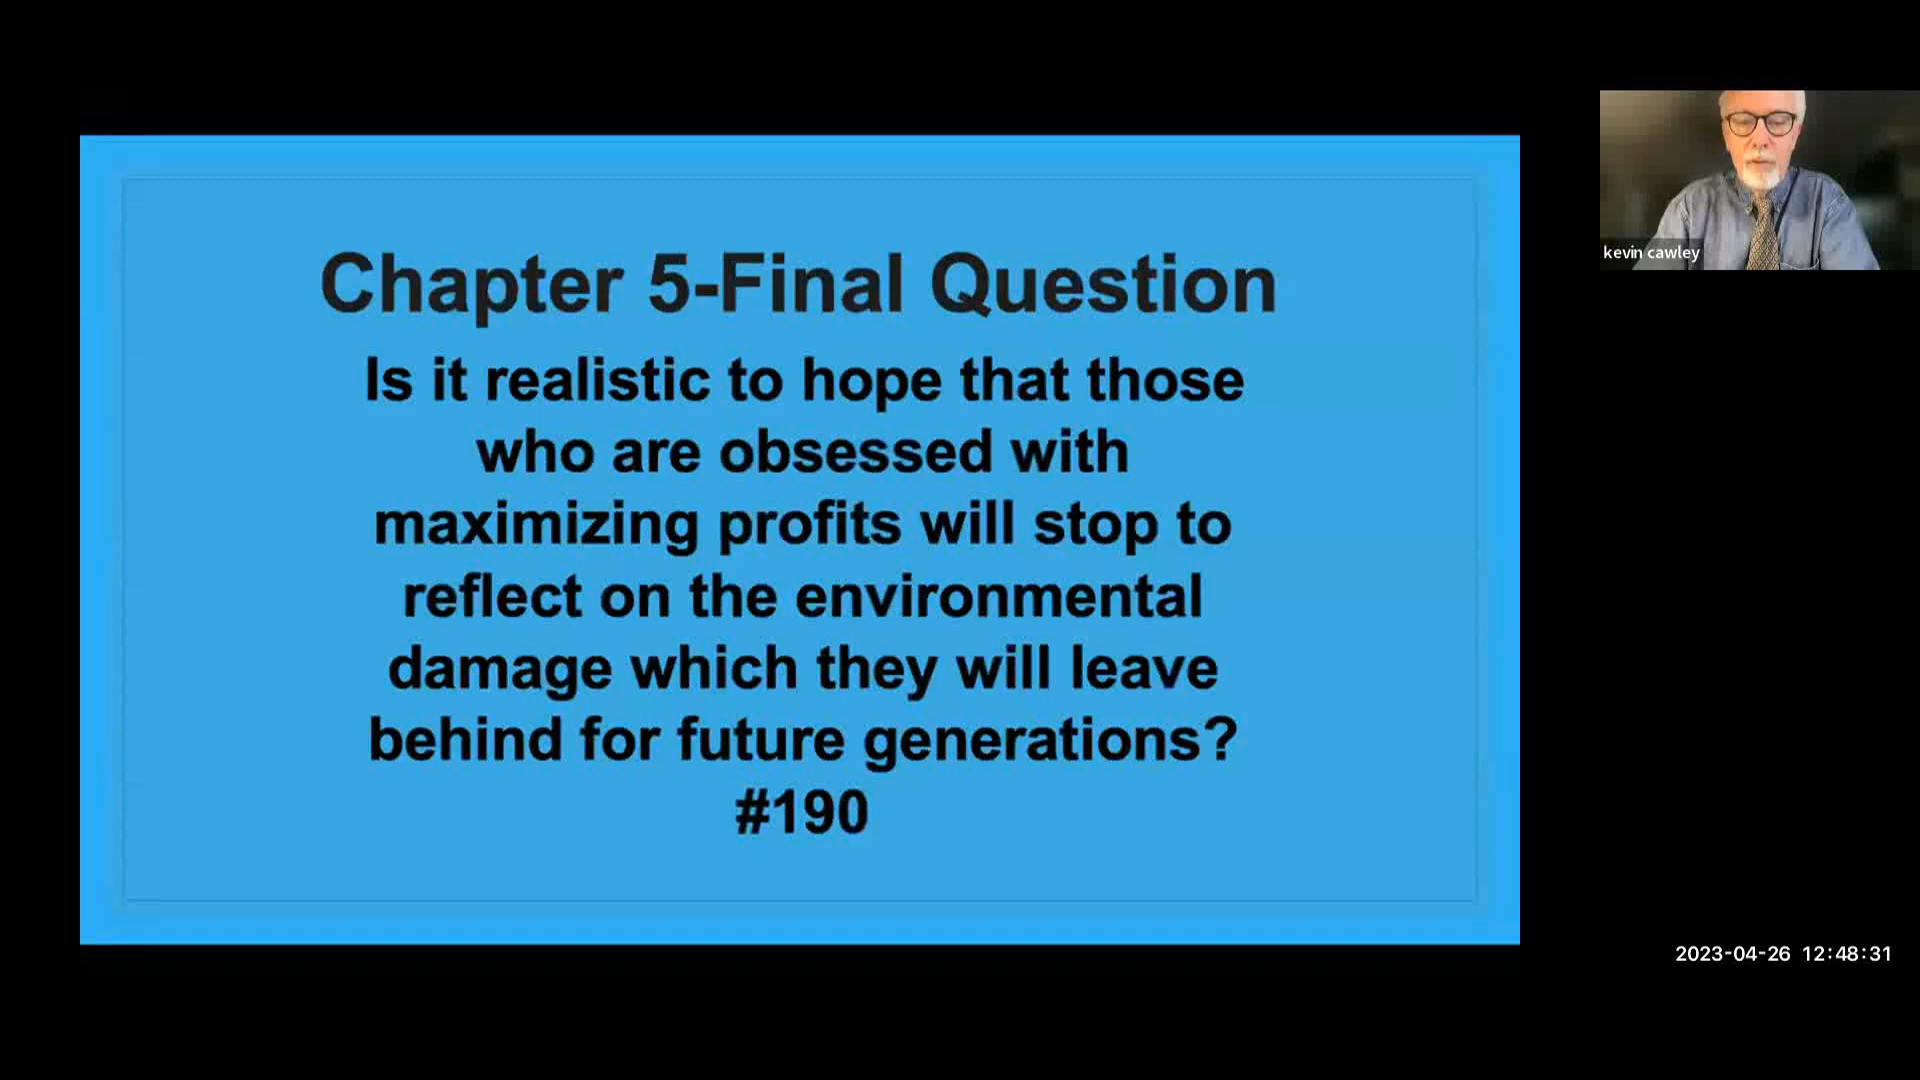 Chapter 5-Final Question
Is it realistic to hope that those
who are obsessed with
maximizing profits will stop to
reflect on the environmental
damage which they will leave
behind for future generations?
#190
kevin cawley
2023-04-26 12:48:31